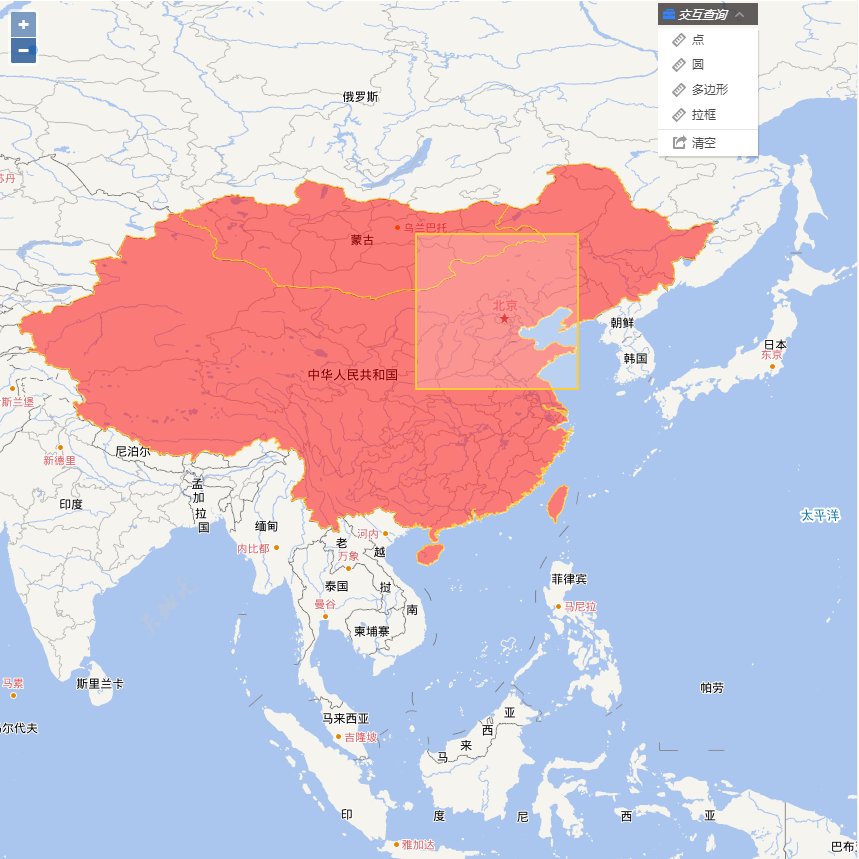 +
−
交互查询
点
圆
多边形
拉框
清空
俄罗斯
苏丹
乌兰巴托
蒙古
北京
朝鲜
日本
东京
韩国
中华人民共和国
斯兰堡
新德里
尼泊尔
孟
加
拉
国
印度
缅甸
内比都
老
万象
河内
越
挝
南
泰国
曼谷
柬埔寨
太平洋
菲律宾
马尼拉
马累
斯里兰卡
尔代夫
帕劳
马来西亚
吉隆坡
马
来
西
亚
印
度
尼
西
亚
雅加达
巴布